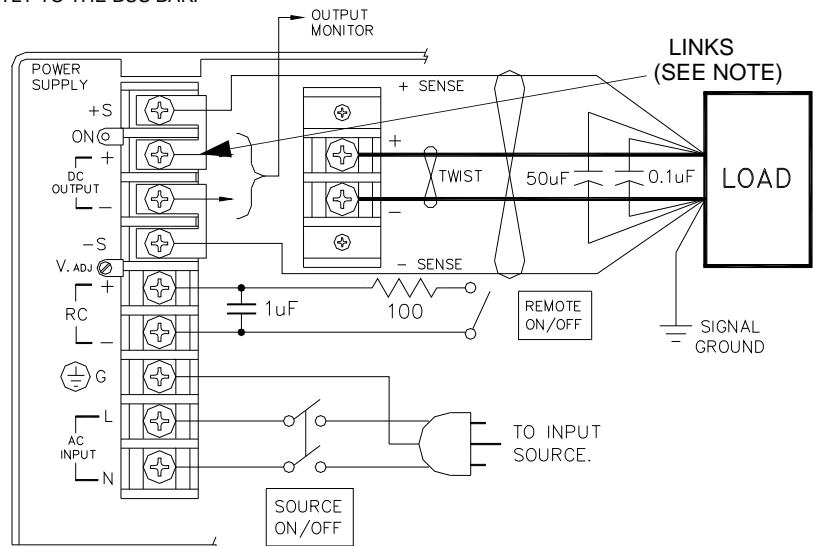 OUTPUT
MONITOR
LINKS
(SEE NOTE)
POWER
SUPPLY
+ SENSE
+S
ON
+
DC
OUTPUT
−
+
−
TWIST
50uF
0.1uF
LOAD
−S
V. ADJ
− SENSE
+
RC
−
1uF
100
REMOTE
ON/OFF
SIGNAL
GROUND
G
L
AC
INPUT
N
TO INPUT
SOURCE.
SOURCE
ON/OFF